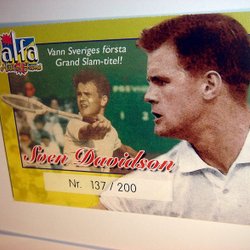 alfa
Vann Sveriges första
Grand Slam-titel!
Sven Davidson
Nr. 137 / 200